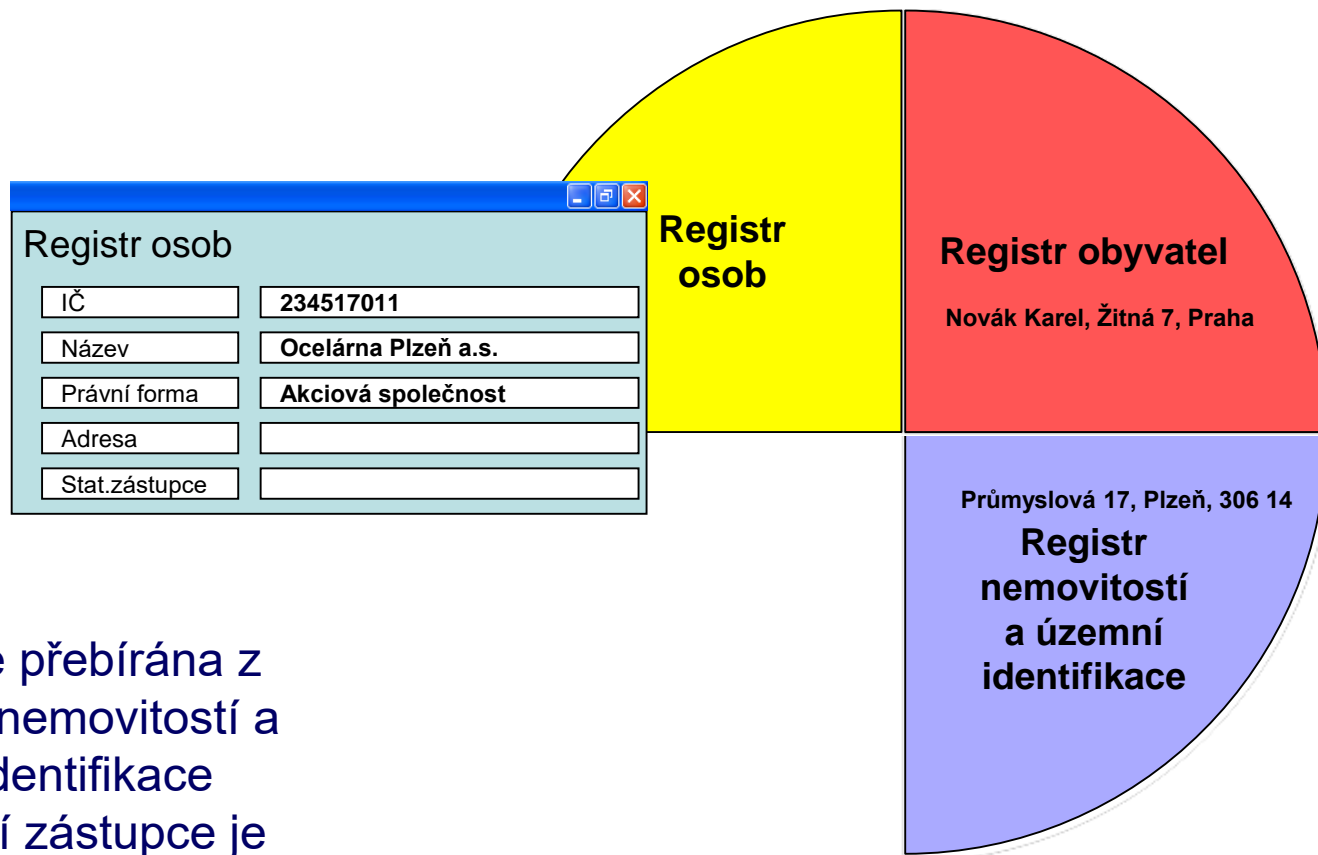 Registr osob
IČ
234517011
Název
Ocelárna Plzeň a.s.
Právní forma
Akciová společnost
Adresa
Stat.zástupce
Registr
osob
Registr obyvatel
Novák Karel, Žitná 7, Praha
Průmyslová 17, Plzeň, 306 14
Registr
nemovitostí
a územní
identifikace
přebírána z
nemovitostí a
dentifikace
í zástupce je